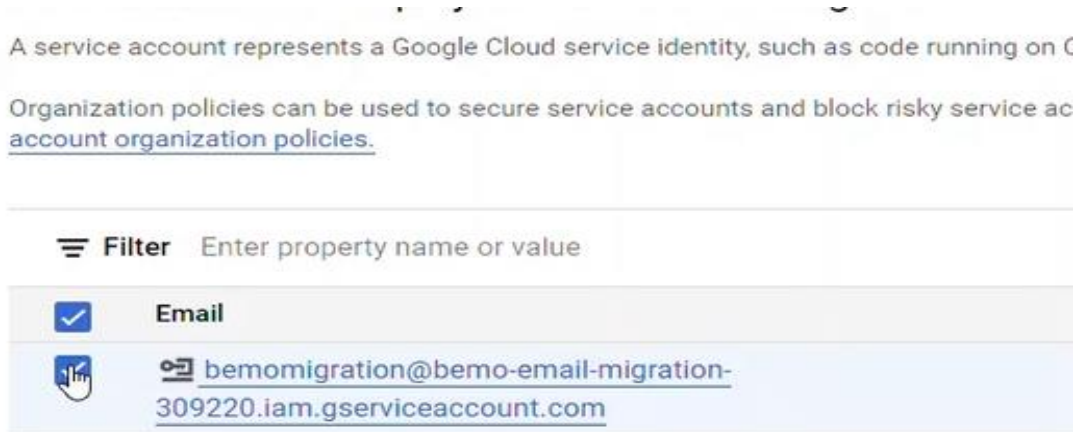 A service account represents a Google Cloud service identity, such as code running on
Organization policies can be used to secure service accounts and block risky service ac
account organization policies.
Filter Enter property name or value
Email
bemomigration@bemo-email-migration-
309220.iam.gserviceaccount.com